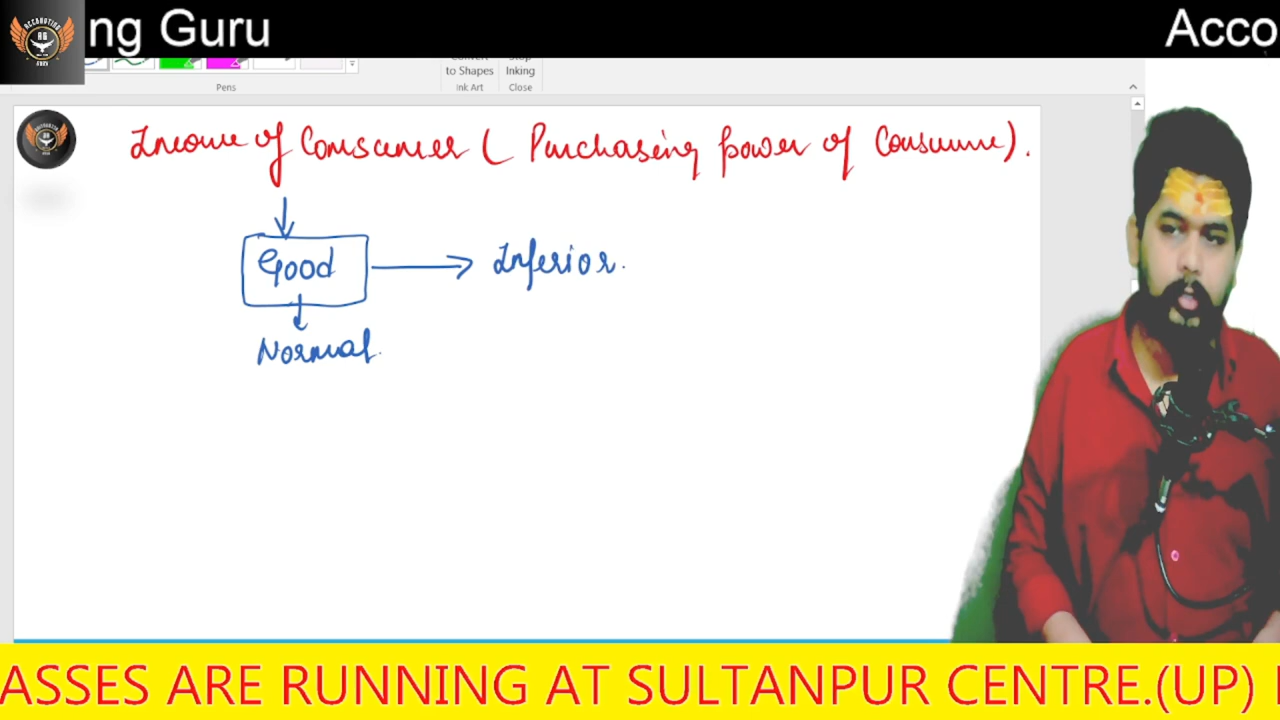 ng Guru
Acco
to Shapes
Inking
Pens
Ink Art
Close
Income of Consumer ( Purchasing power of Consume).
Good
Inferior.
Normal.
ASSES ARE RUNNING AT SULTANPUR CENTRE.(UP)